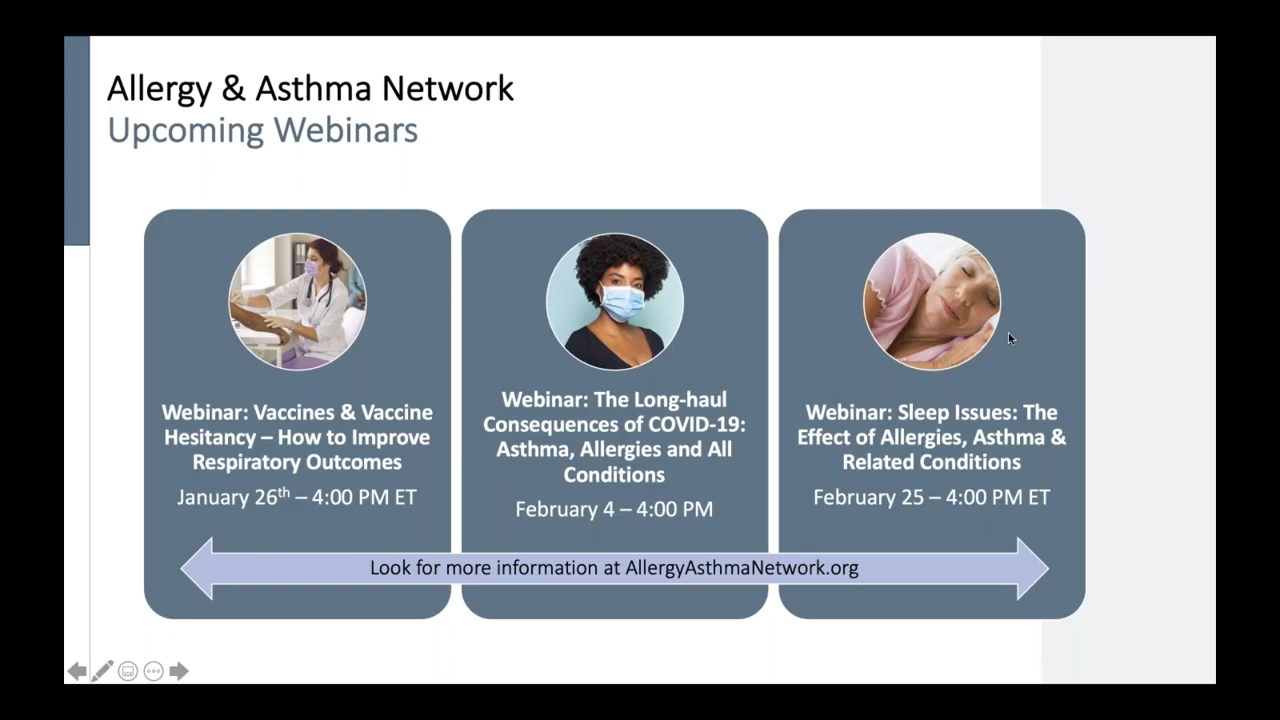 Allergy & Asthma Network
Upcoming Webinars
Webinar: Vaccines & Vaccine
Hesitancy – How to Improve
Respiratory Outcomes
January 26th – 4:00 PM ET
Webinar: The Long-haul
Consequences of COVID-19:
Asthma, Allergies and All
Conditions
February 4 – 4:00 PM
Webinar: Sleep Issues: The
Effect of Allergies, Asthma &
Related Conditions
February 25 – 4:00 PM ET
Look for more information at AllergyAsthmaNetwork.org